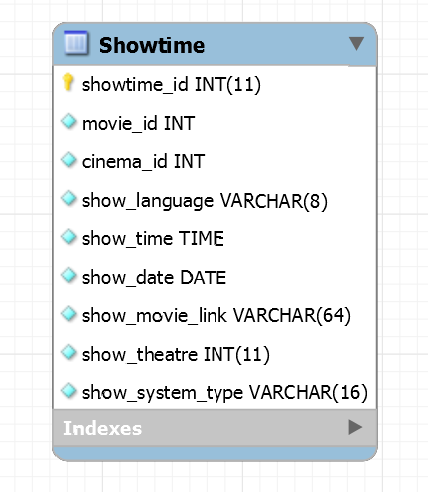 Showtime
showtime_id INT(11)
movie_id INT
cinema_id INT
show_language VARCHAR(8)
show_time TIME
show_date DATE
show_movie_link VARCHAR(64)
show_theatre INT(11)
show_system_type VARCHAR(16)
Indexes